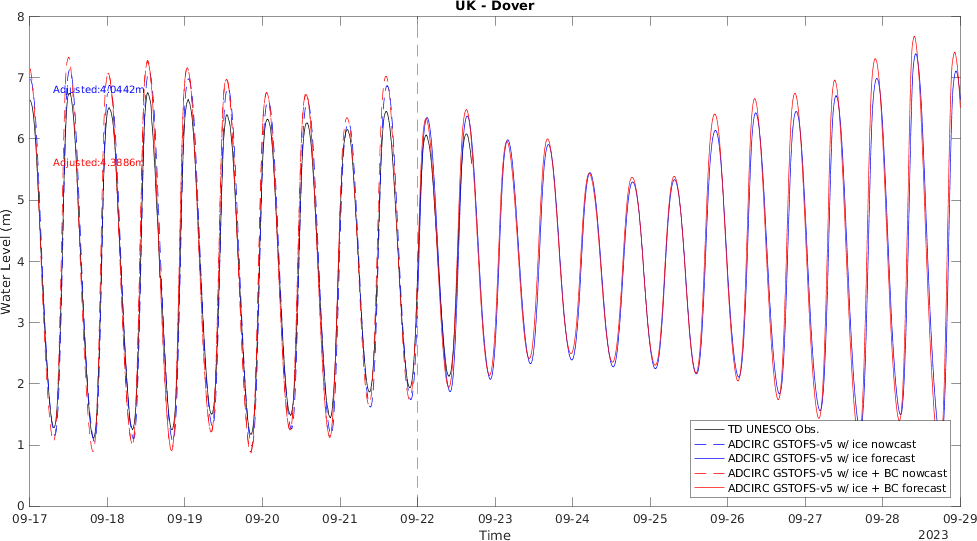 UK - Dover
8
7
6
5
4
3
2
1
0
Water Level (m)
Adjusted:4.0442m
Adjusted:4.3886m
TD UNESCO Obs.
ADCIRC GSTOFS-v5 w/ ice nowcast
ADCIRC GSTOFS-v5 w/ ice forecast
ADCIRC GSTOFS-v5 w/ ice + BC nowcast
ADCIRC GSTOFS-v5 w/ ice + BC forecast
09-17 09-18 09-19 09-20 09-21 09-22 09-23 09-24 09-25 09-26 09-27 09-28 09-29
Time
2023